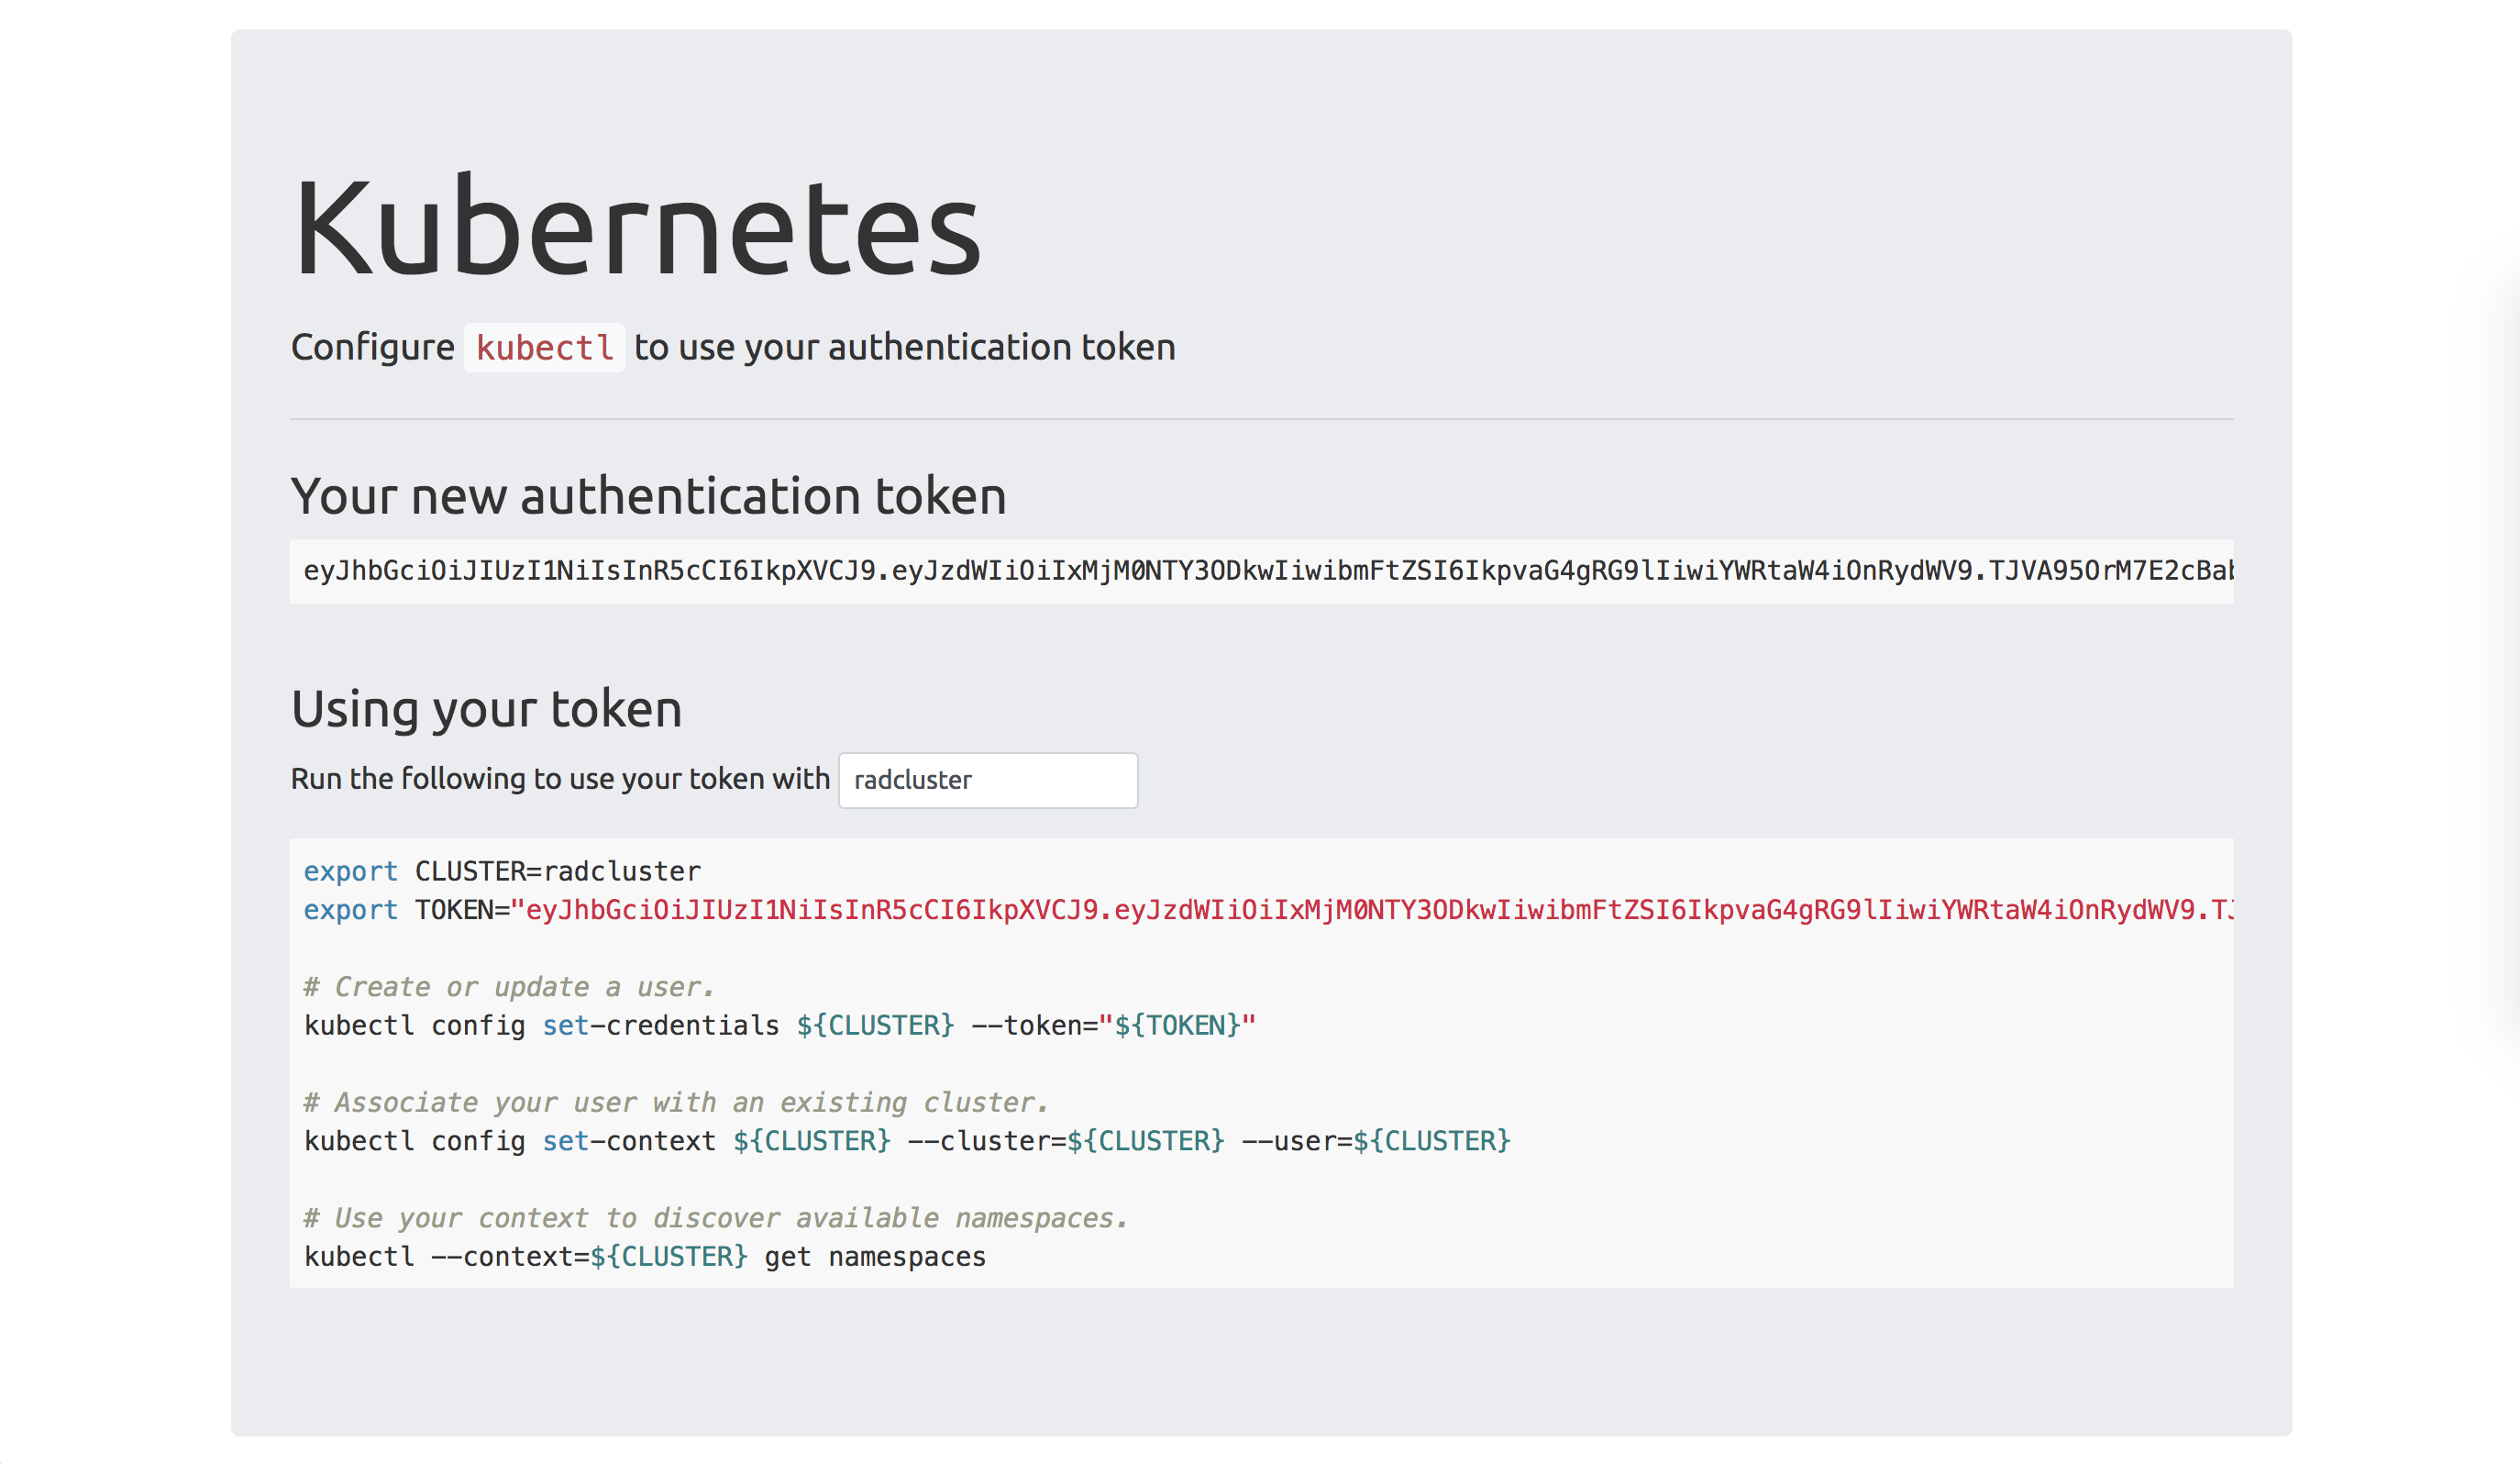 Kubernetes
Configure kubectl to use your authentication token
Your new authentication token
eyJhbGciOiJIUzI1NiIsInR5cCI6IkpXVCJ9.eyJzdWIiOiIxMjM0NTY3ODkwIiwibmFtZSI6IkpvaG4gRG9lIiwiYWRtaW4iOnRydWV9.TJVA95OrM7E2cBab
Using your token
Run the following to use your token with radcluster
export CLUSTER=radcluster
export TOKEN="eyJhbGciOiJIUzI1NiIsInR5cCI6IkpXVCJ9.eyJzdWIiOiIxMjM0NTY3ODkwIiwibmFtZSI6IkpvaG4gRG9lIiwiYWRtaW4iOnRydWV9.TJ
# Create or update a user.
kubectl config set-credentials ${CLUSTER} --token="${TOKEN}"
# Associate your user with an existing cluster.
kubectl config set-context ${CLUSTER} --cluster=${CLUSTER} --user=${CLUSTER}
# Use your context to discover available namespaces.
kubectl --context=${CLUSTER} get namespaces